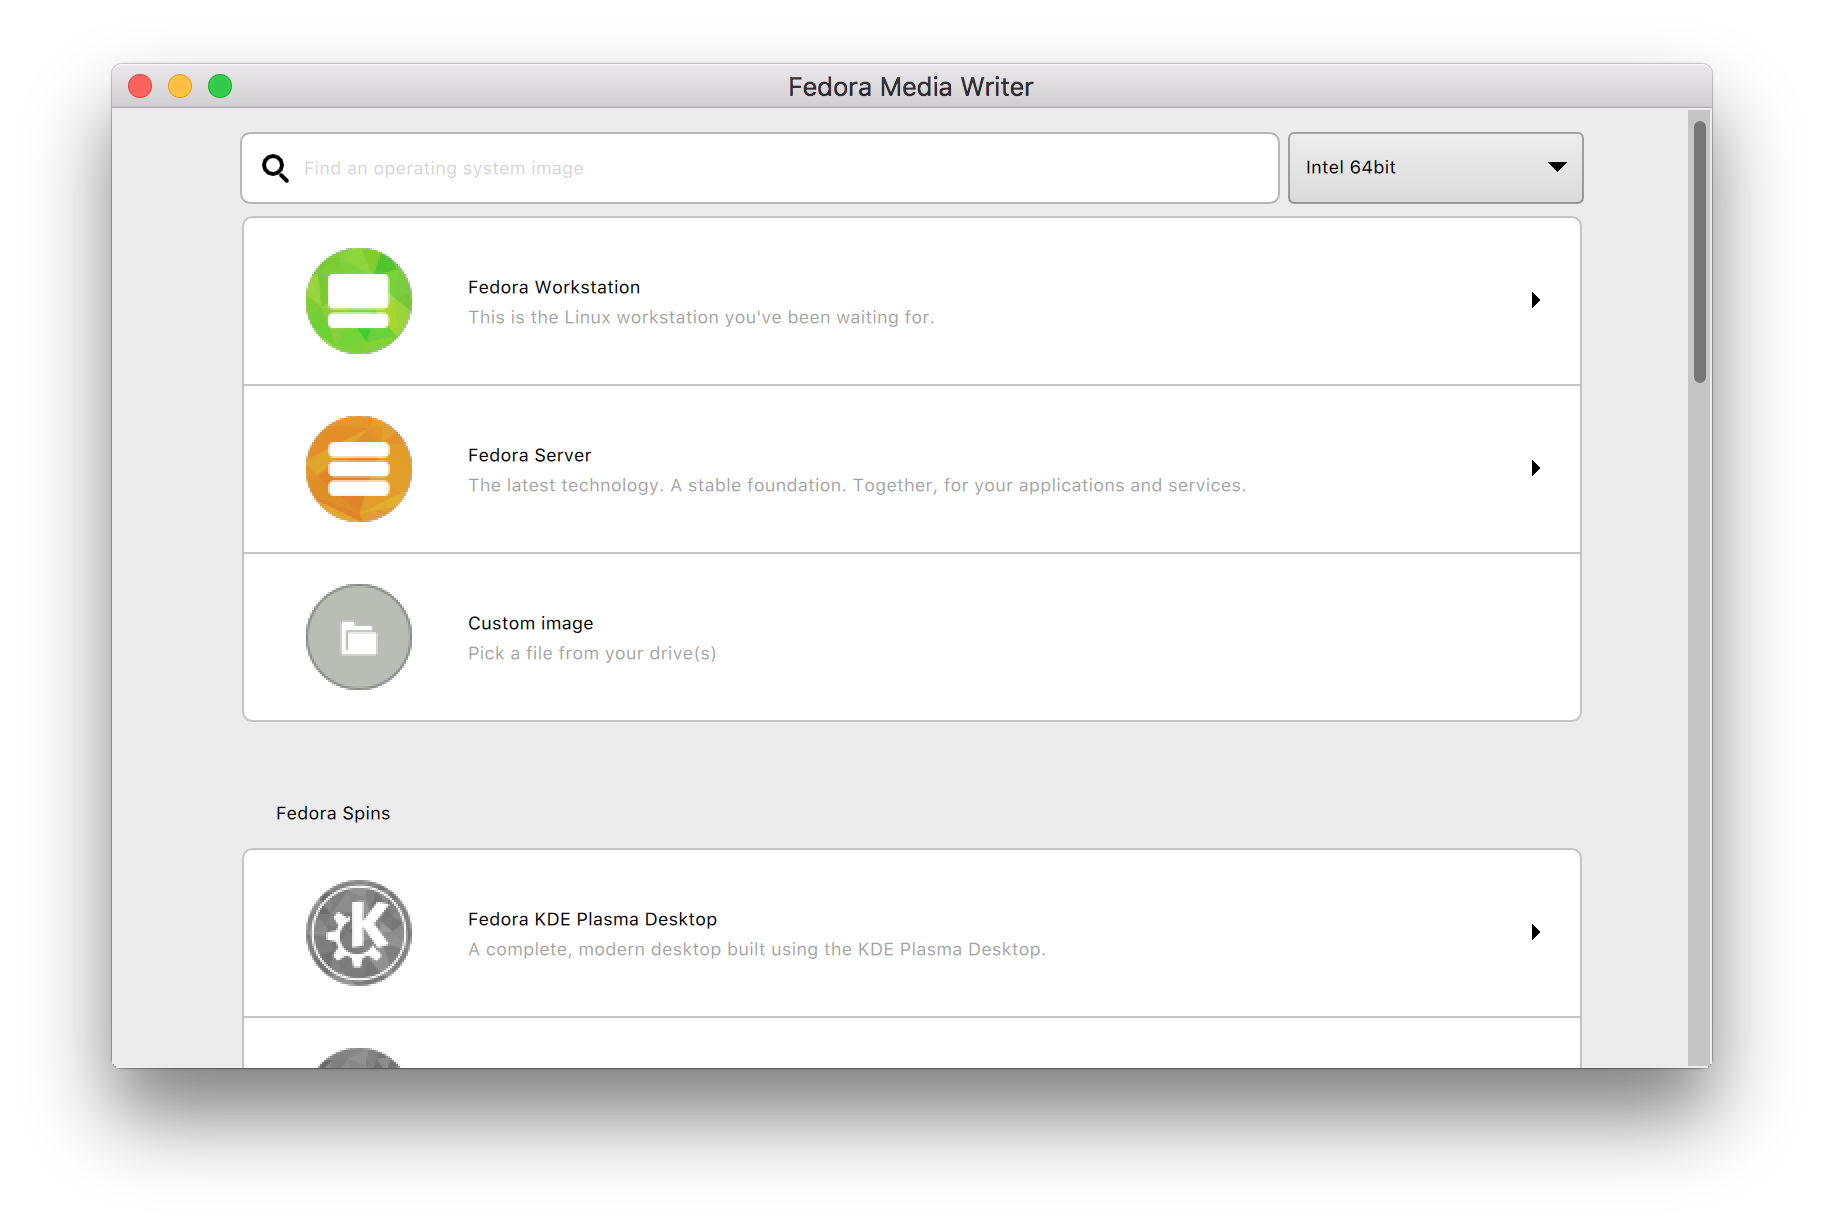 Fedora Media Writer
Find an operating system image
Intel 64bit
Fedora Workstation
This is the Linux workstation you've been waiting for.
Fedora Server
The latest technology. A stable foundation. Together, for your applications and services.
Custom image
Pick a file from your drive(s)
Fedora Spins
Fedora KDE Plasma Desktop
A complete, modern desktop built using the KDE Plasma Desktop.